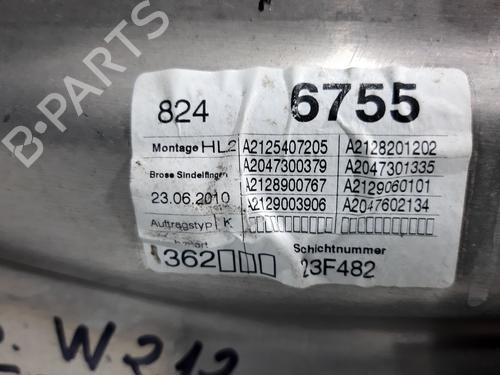 824 6755
Montage HL2 A2125407205 A2128201202
Brose Sindelfingen A2047300379 A2047301335
23.06.2010 A2128900767 A2129060101
Auftragstyp K A2129003906 A2047602134
Schichtnummer
362 23F482
W212
B-PARTS